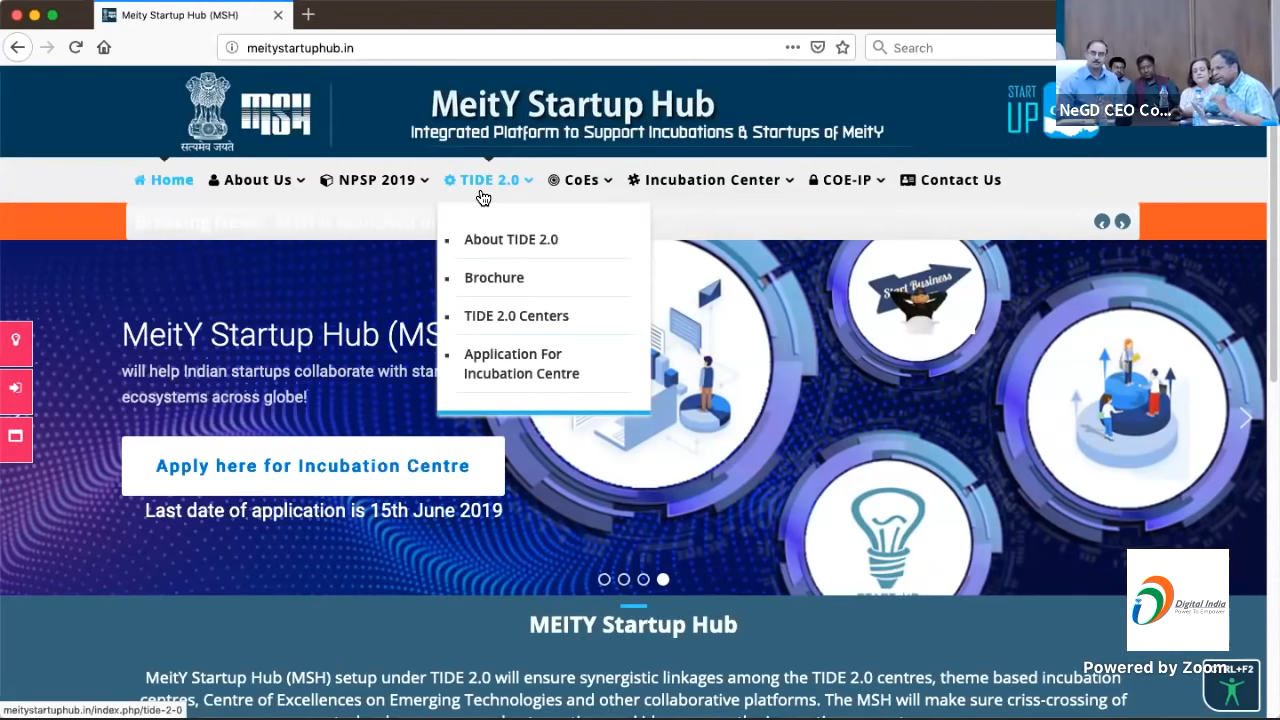 Meity Startup Hub (MSH)
meitystartuphub.in
Search
सत्यमेव जयते
MSH
MeitY Startup Hub
Integrated Platform to Support Incubations & Startups of MeitY
START
UP
NeGD CEO Co...
Home
About Us
NPSP 2019
TIDE 2.0
CoEs
Incubation Center
COE-IP
Contact Us
About TIDE 2.0
Brochure
TIDE 2.0 Centers
Application For
Incubation Centre
Start Business
MeitY Startup Hub (MS
will help Indian startups collaborate with star
ecosystems across globe!
Apply here for Incubation Centre
Last date of application is 15th June 2019
Digital India
Power To Empower
MEITY Startup Hub
Powered by Zoom
CTRL+F2
MeitY Startup Hub (MSH) setup under TIDE 2.0 will ensure synergistic linkages among the TIDE 2.0 centres, theme based incubation
centres, Centre of Excellences on Emerging Technologies and other collaborative platforms. The MSH will make sure criss-crossing of
meitystartuphub.in/index.php/tide-2-0